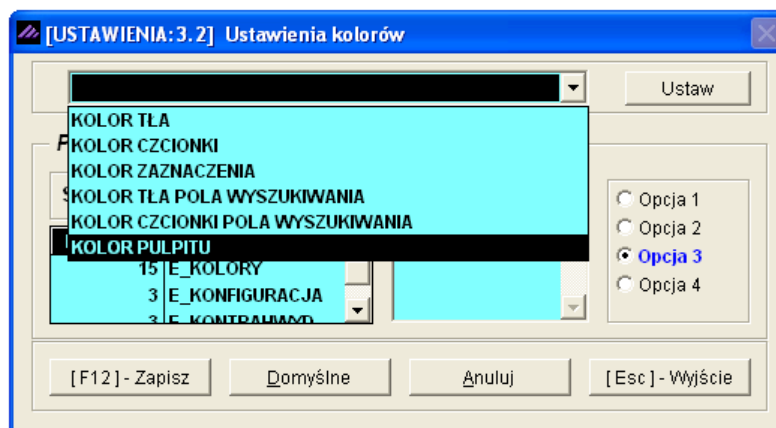 [USTAWIENIA:3.2] Ustawienia kolorów
Ustaw
KOLOR TŁA
KOLOR CZCIONKI
KOLOR ZAZNACZENIA
KOLOR TŁA POLA WYSZUKIWANIA
KOLOR CZCIONKI POLA WYSZUKIWANIA
KOLOR PULPITU
15 E_KOLORY
3 E_KONFIGURACJA
3 E_KONTRAHWYD
Opcja 1
Opcja 2
Opcja 3
Opcja 4
[F12] - Zapisz
Domyślne
Anuluj
[Esc] - Wyjście